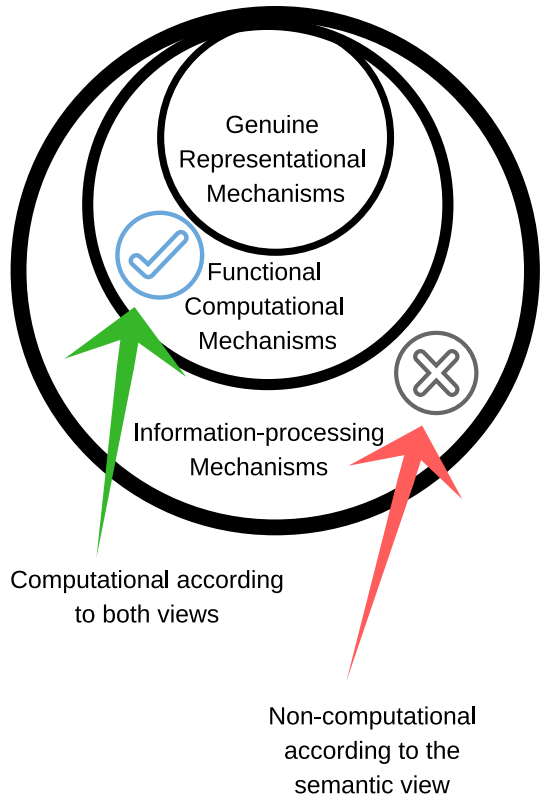 Genuine
Representational
Mechanisms
Functional
Computational
Mechanisms
Information-processing
Mechanisms
Computational according
to both views
Non-computational
according to the
semantic view